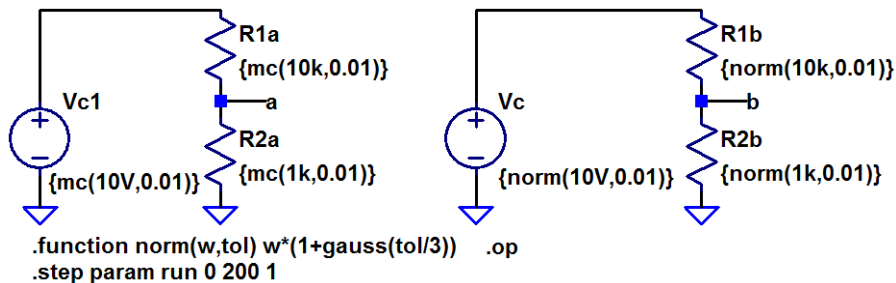 R1a
{mc(10k,0.01)}
Vc1
a
R2a
{mc(1k,0.01)}
{mc(10V,0.01)}
R1b
{norm(10k,0.01)}
Vc
b
R2b
{norm(1k,0.01)}
{norm(10V,0.01)}
.function norm(w,tol) w*(1+gauss(tol/3)) .op
.step param run 0 200 1